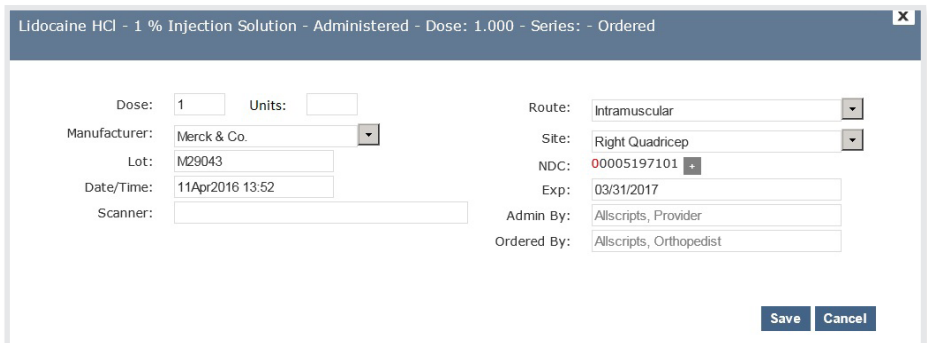 Lidocaine HCl - 1 % Injection Solution - Administered - Dose: 1.000 - Series: - Ordered
x
Dose: 1 Units:
Manufacturer: Merck & Co.
Lot: M29043
Date/Time: 11Apr2016 13:52
Scanner:
Route: Intramuscular
Site: Right Quadricep
NDC: 00005197101 +
Exp: 03/31/2017
Admin By: Allscripts, Provider
Ordered By: Allscripts, Orthopedist
Save Cancel